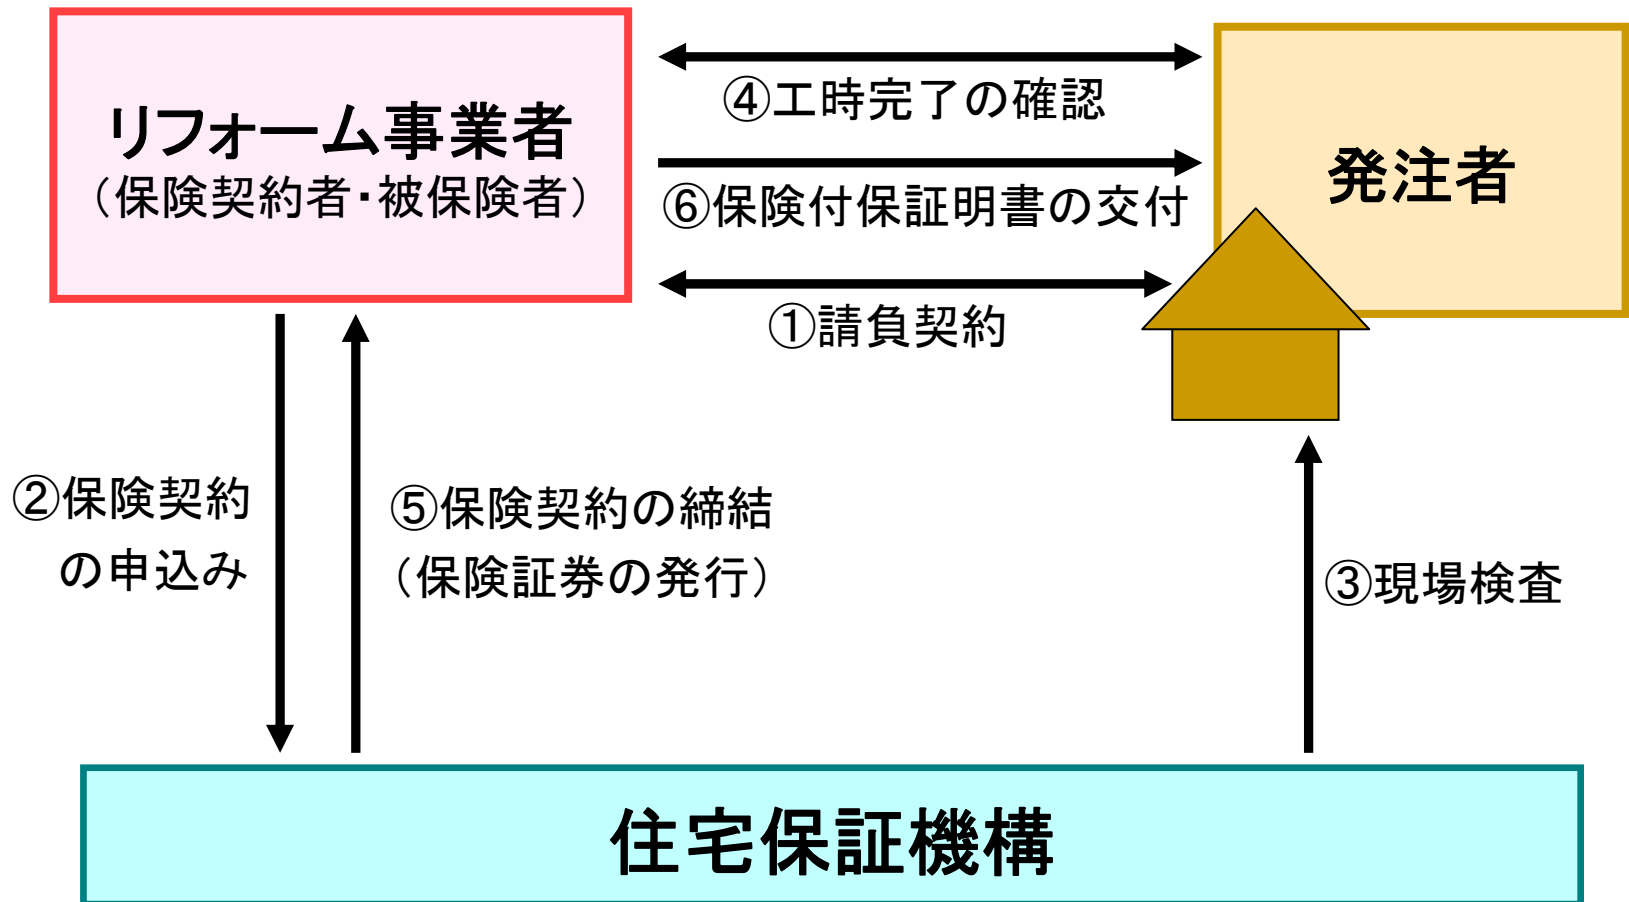 リフォーム事業者
（保険契約者・被保険者）
④工時完了の確認
⑥保険付保証明書の交付
①請負契約
発注者
②保険契約
の申込み
⑤保険契約の締結
（保険証券の発行）
③現場検査
住宅保証機構